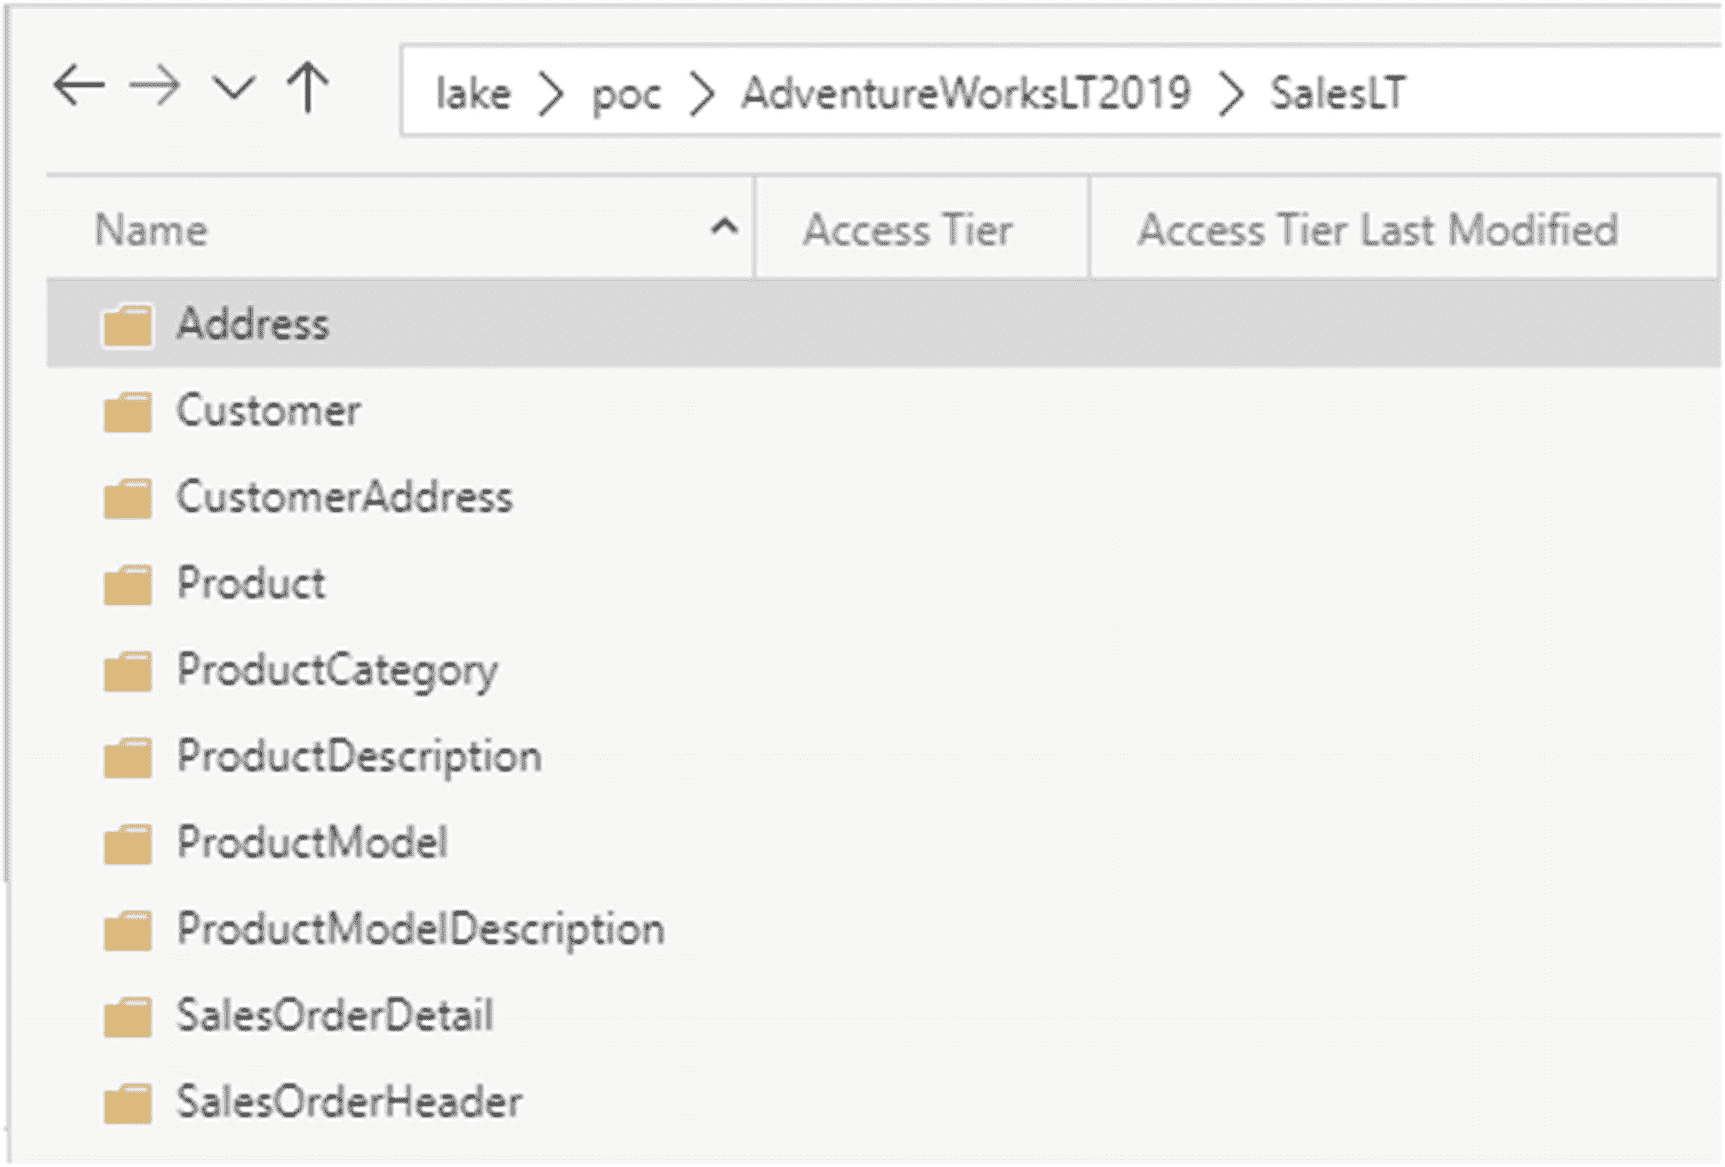 lake > poc > AdventureWorksLT2019 > SalesLT
Name Access Tier Access Tier Last Modified
Address
Customer
CustomerAddress
Product
ProductCategory
ProductDescription
ProductModel
ProductModelDescription
SalesOrderDetail
SalesOrderHeader